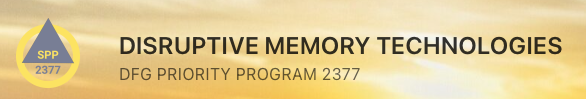 SPP
2377
DISRUPTIVE MEMORY TECHNOLOGIES
DFG PRIORITY PROGRAM 2377